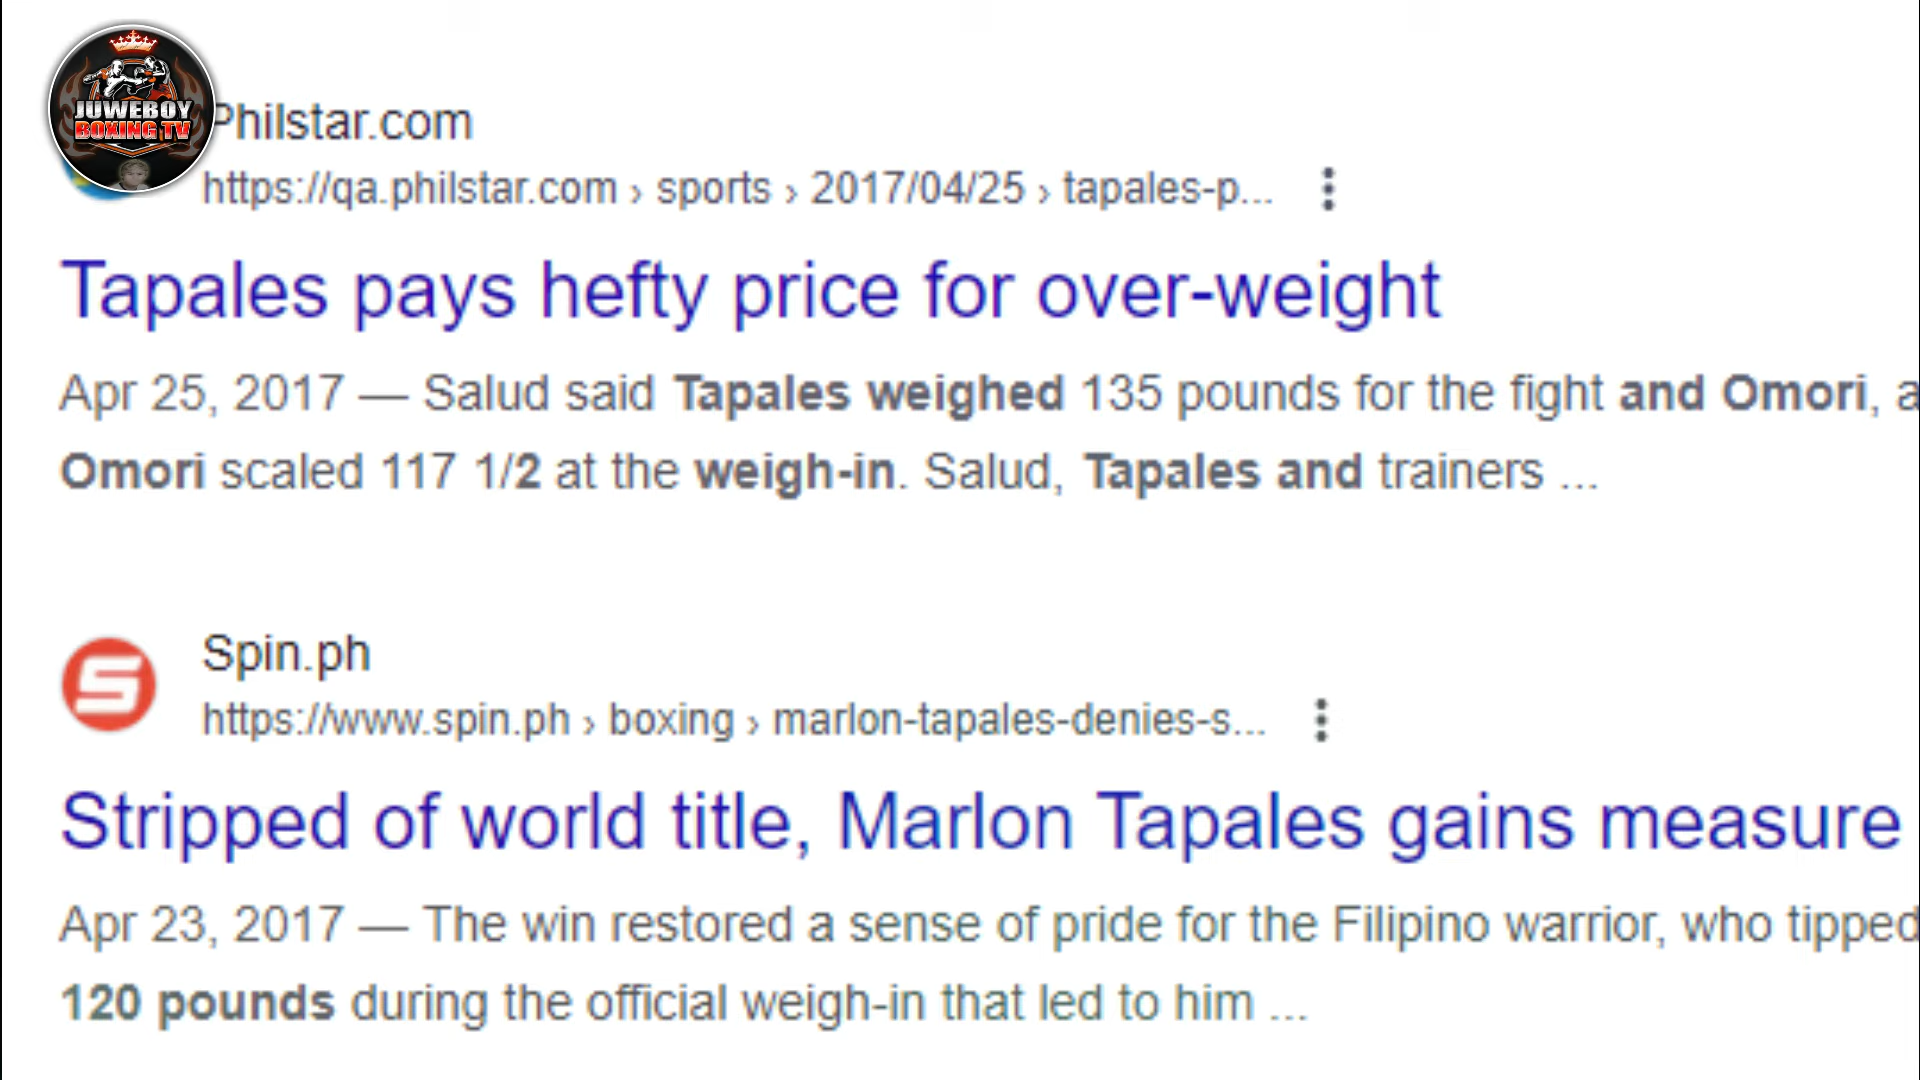 JUWEBOY
BOXING TV
Philstar.com
https://qa.philstar.com › sports › 2017/04/25 › tapales-p...
Tapales pays hefty price for over-weight
Apr 25, 2017 — Salud said Tapales weighed 135 pounds for the fight and Omori, a
Omori scaled 117 1/2 at the weigh-in. Salud, Tapales and trainers ...
Spin.ph
https://www.spin.ph › boxing › marlon-tapales-denies-s...
Stripped of world title, Marlon Tapales gains measure
Apr 23, 2017 — The win restored a sense of pride for the Filipino warrior, who tipped
120 pounds during the official weigh-in that led to him ...